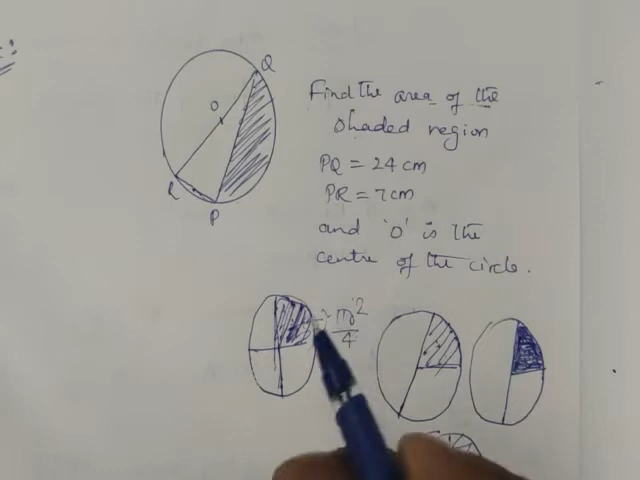 Q
O
R
P
Find the area of the
shaded region
PQ = 24 cm
PR = 7 cm
and 'O' is the
centre of the circle.
πr²
4